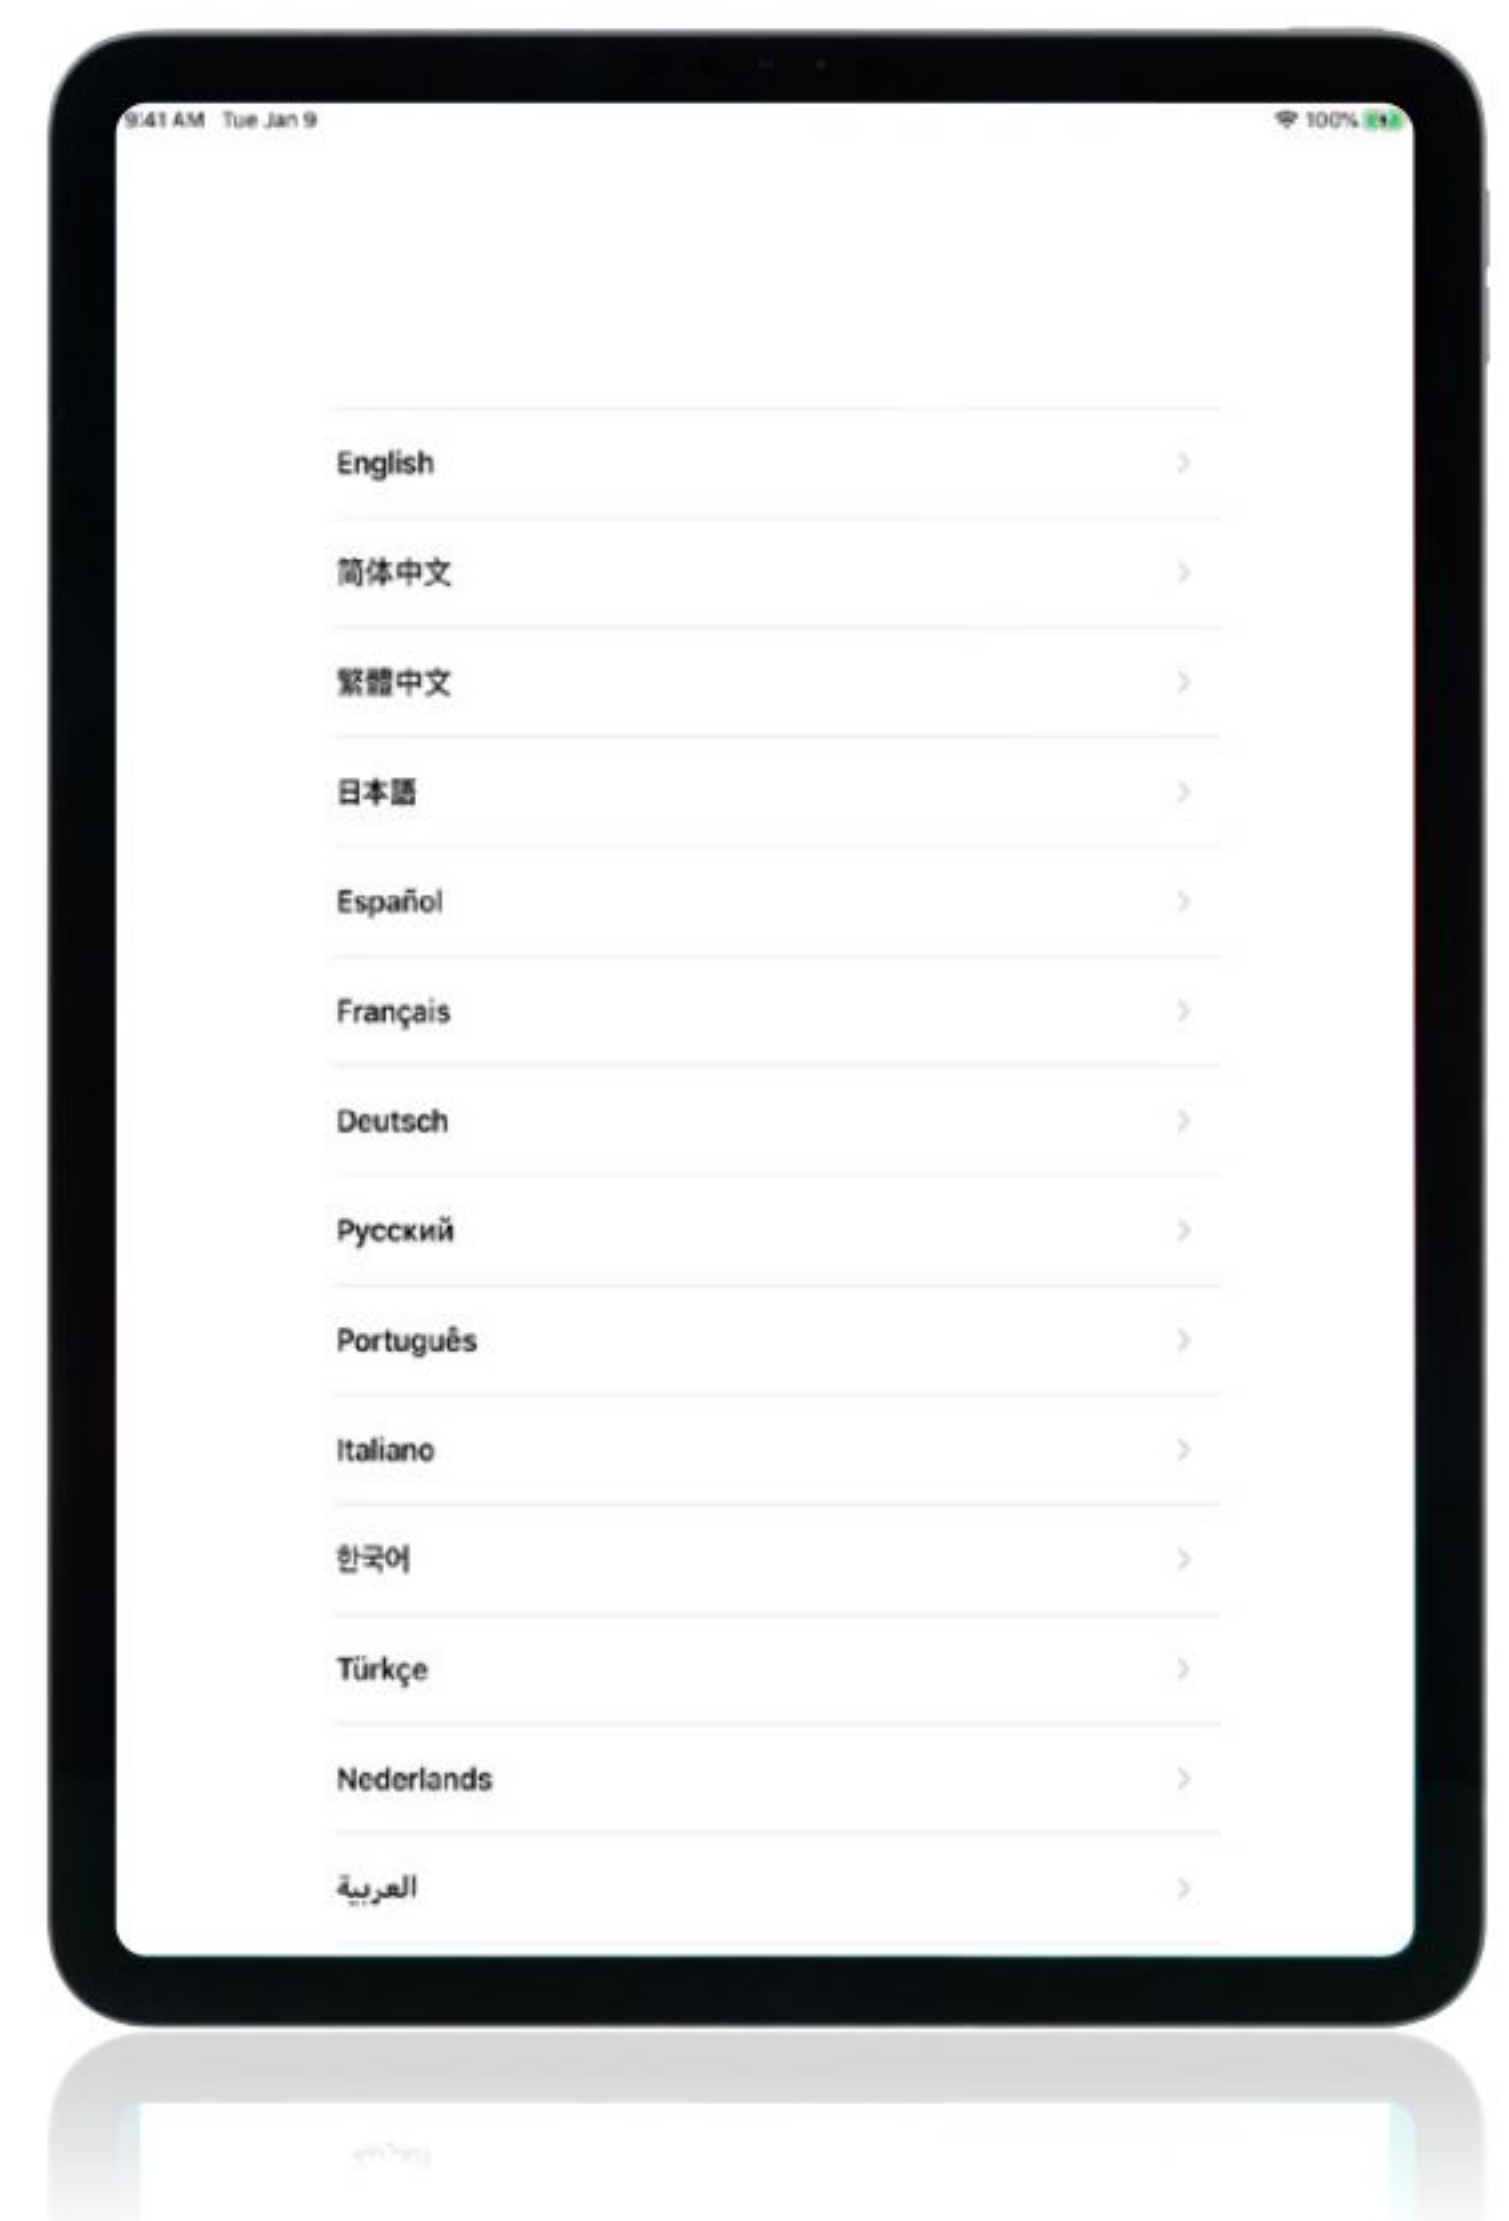 9:41 AM Tue Jan 9
100%
English
简体中文
繁體中文
日本語
Español
Français
Deutsch
Русский
Português
Italiano
한국어
Türkçe
Nederlands
العربية